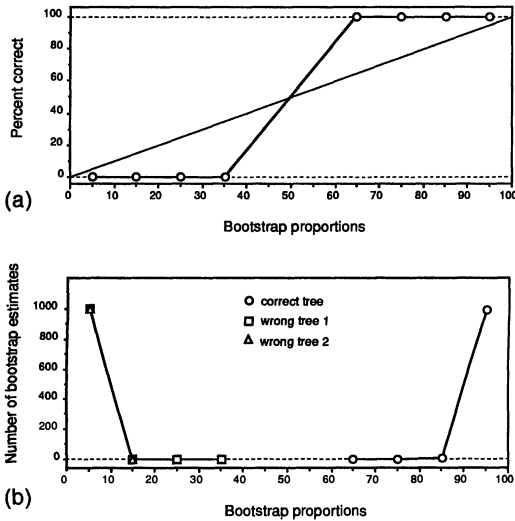 (a)
Percent correct
100
80
60
40
20
0
0 10 20 30 40 50 60 70 80 90 100
Bootstrap proportions
(b)
Number of bootstrap estimates
1000
800
600
400
200
0
correct tree
wrong tree 1
wrong tree 2
0 10 20 30 40 50 60 70 80 90 100
Bootstrap proportions